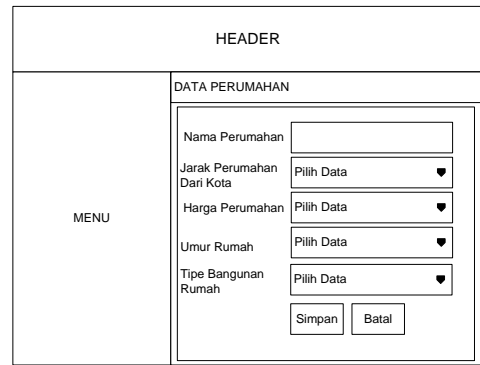 HEADER
DATA PERUMAHAN
MENU
Nama Perumahan
Jarak Perumahan
Dari Kota
Pilih Data
Harga Perumahan
Pilih Data
Umur Rumah
Pilih Data
Tipe Bangunan
Rumah
Pilih Data
Simpan
Batal